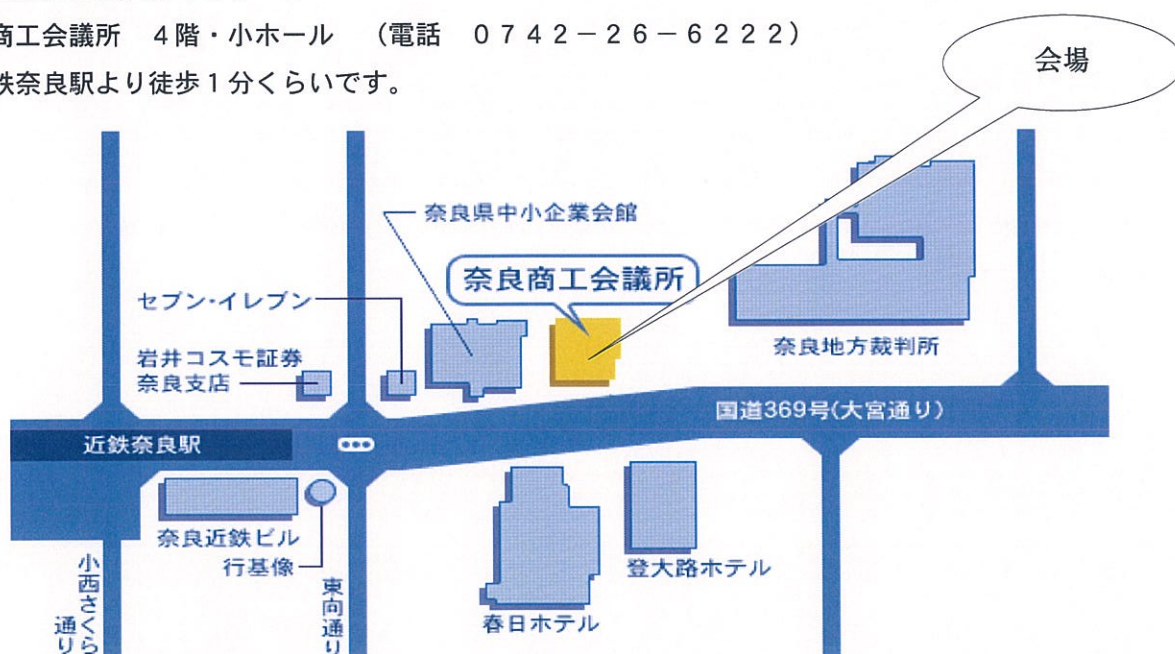 商工会議所　４階・小ホール　（電話　０７４２－２６－６２２２）
鉄奈良駅より徒歩１分くらいです。
会場
奈良県中小企業会館
奈良商工会議所
セブン・イレブン
岩井コスモ証券
奈良支店
奈良地方裁判所
国道369号(大宮通り)
近鉄奈良駅
奈良近鉄ビル
行基像
登大路ホテル
春日ホテル
小西さくら
通り
東向通り